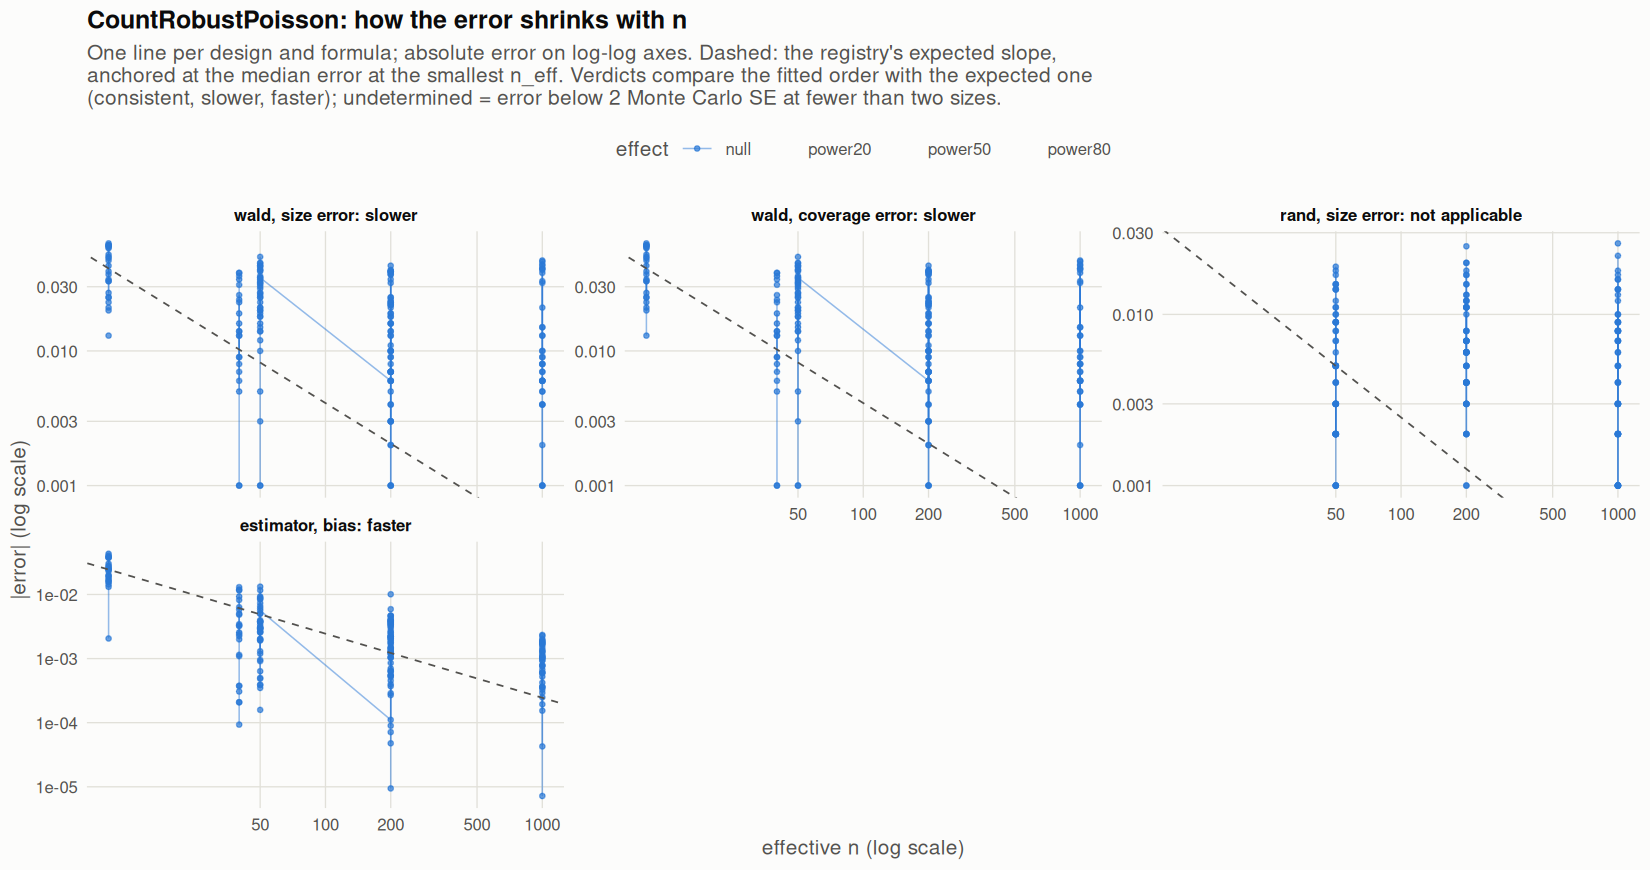 CountRobustPoisson: how the error shrinks with n
One line per design and formula; absolute error on log-log axes. Dashed: the registry's expected slope,
anchored at the median error at the smallest n_eff. Verdicts compare the fitted order with the expected one
(consistent, slower, faster); undetermined = error below 2 Monte Carlo SE at fewer than two sizes.
effect null power20 power50 power80
wald, size error: slower
0.030
0.010
0.003
0.001
wald, coverage error: slower
0.030
0.010
0.003
0.001
50 100 200 500 1000
rand, size error: not applicable
0.030
0.010
0.003
0.001
50 100 200 500 1000
estimator, bias: faster
1e-02
1e-03
1e-04
1e-05
50 100 200 500 1000
|error| (log scale)
effective n (log scale)